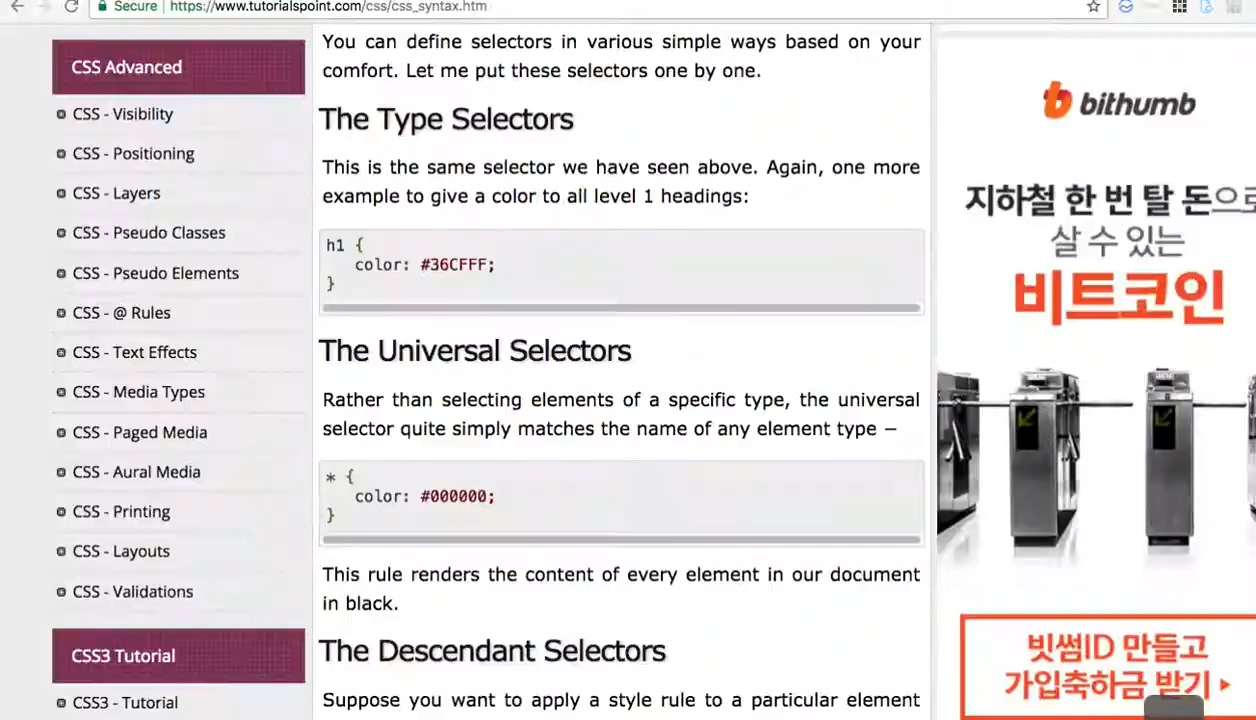 Secure
https://www.tutorialspoint.com/css/css_syntax.htm
CSS Advanced
CSS - Visibility
CSS - Positioning
CSS - Layers
CSS - Pseudo Classes
CSS - Pseudo Elements
CSS - @ Rules
CSS - Text Effects
CSS - Media Types
CSS - Paged Media
CSS - Aural Media
CSS - Printing
CSS - Layouts
CSS - Validations
CSS3 Tutorial
CSS3 - Tutorial
You can define selectors in various simple ways based on your
comfort. Let me put these selectors one by one.
The Type Selectors
This is the same selector we have seen above. Again, one more
example to give a color to all level 1 headings:
h1 {
color: #36CFFF;
}
The Universal Selectors
Rather than selecting elements of a specific type, the universal
selector quite simply matches the name of any element type −
* {
color: #000000;
}
This rule renders the content of every element in our document
in black.
The Descendant Selectors
Suppose you want to apply a style rule to a particular element
bithumb
지하철 한 번 탈 돈으로
살 수 있는
비트코인
빗썸ID 만들고
가입축하금 받기